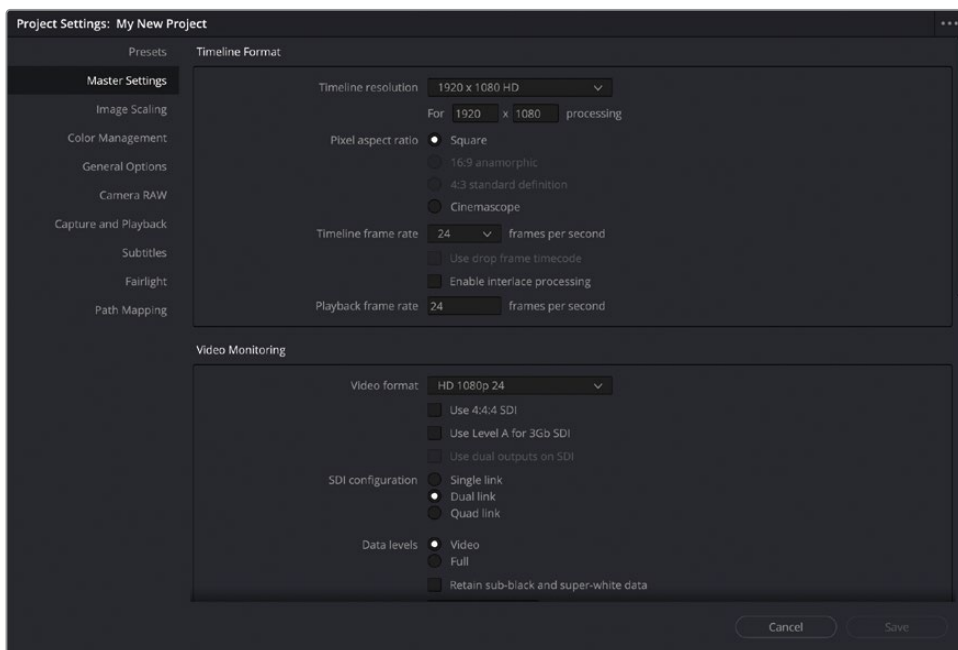 Project Settings: My New Project
Presets
Master Settings
Image Scaling
Color Management
General Options
Camera RAW
Capture and Playback
Subtitles
Fairlight
Path Mapping
Timeline Format
Timeline resolution 1920 x 1080 HD
For 1920 x 1080 processing
Pixel aspect ratio Square
16:9 anamorphic
4:3 standard definition
Cinemascope
Timeline frame rate 24 frames per second
Use drop frame timecode
Enable interlace processing
Playback frame rate 24 frames per second
Video Monitoring
Video format HD 1080p 24
Use 4:4:4 SDI
Use Level A for 3Gb SDI
Use dual outputs on SDI
SDI configuration Single link
Dual link
Quad link
Data levels Video
Full
Retain sub-black and super-white data
Cancel Save